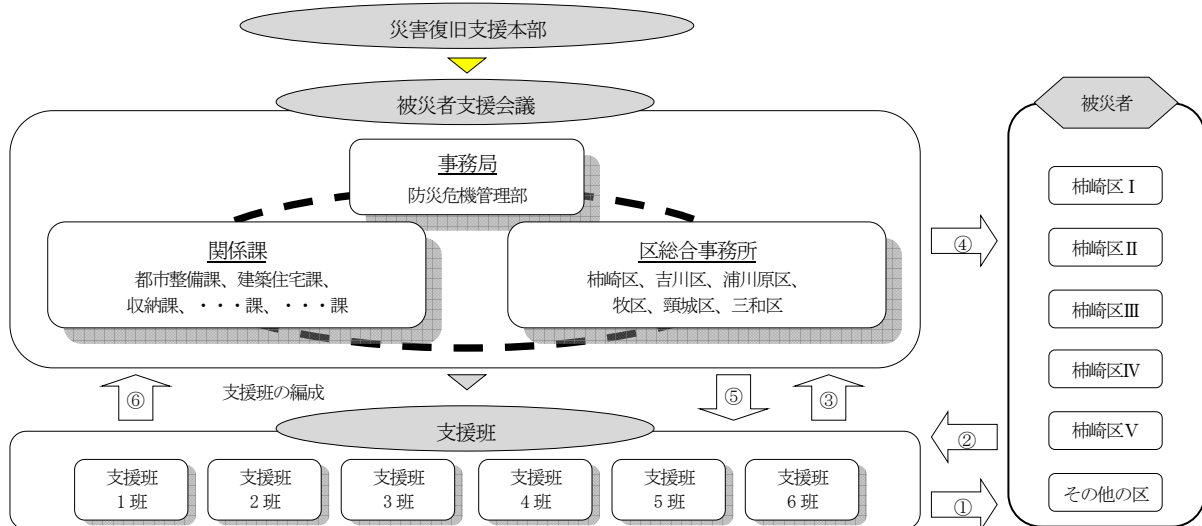 災害復旧支援本部
被災者支援会議
事務局
防災危機管理部
関係課
都市整備課、建築住宅課、
収納課、・・・課、・・・課
区総合事務所
柿崎区、吉川区、浦川原区、
牧区、頸城区、三和区
④
被災者
柿崎区Ⅰ
柿崎区Ⅱ
柿崎区Ⅲ
柿崎区Ⅳ
柿崎区Ⅴ
その他の区
⑥
支援班の編成
⑤
③
②
①
支援班
支援班
1班
支援班
2班
支援班
3班
支援班
4班
支援班
5班
支援班
6班